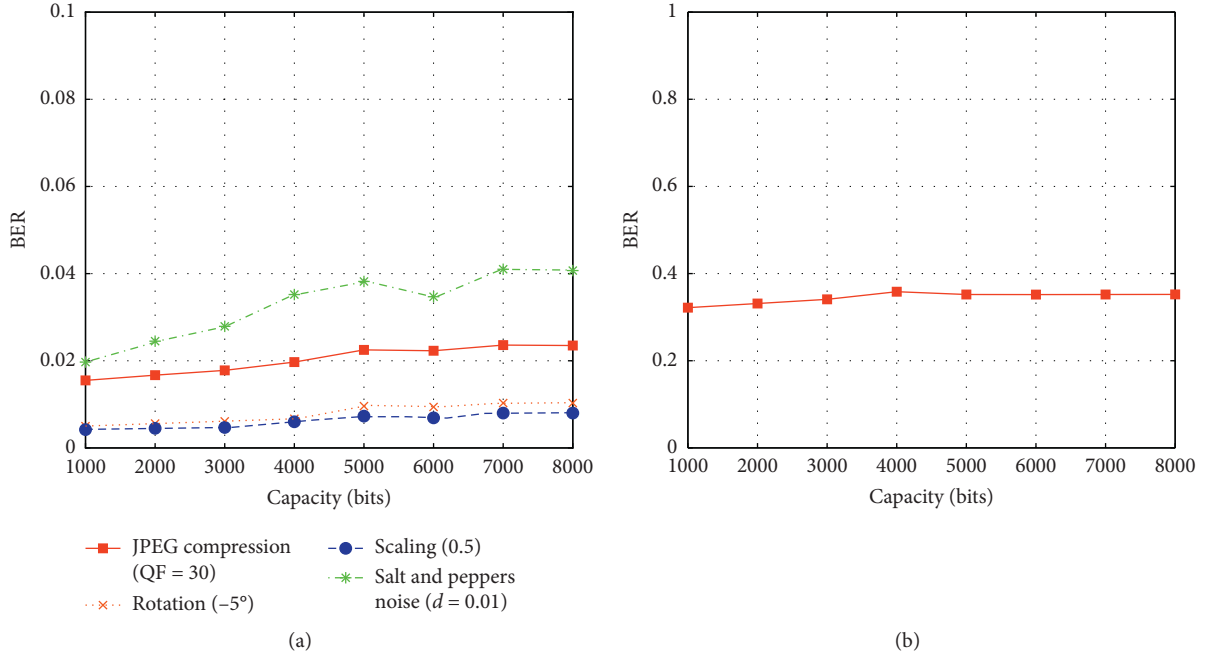 0.1
0.08
0.06
0.04
0.02
0
BER
1000 2000 3000 4000 5000 6000 7000 8000
Capacity (bits)
JPEG compression
(QF = 30)
Rotation (–5°)
Scaling (0.5)
Salt and peppers
noise (d = 0.01)
(a)
1
0.8
0.6
0.4
0.2
0
BER
1000 2000 3000 4000 5000 6000 7000 8000
Capacity (bits)
(b)